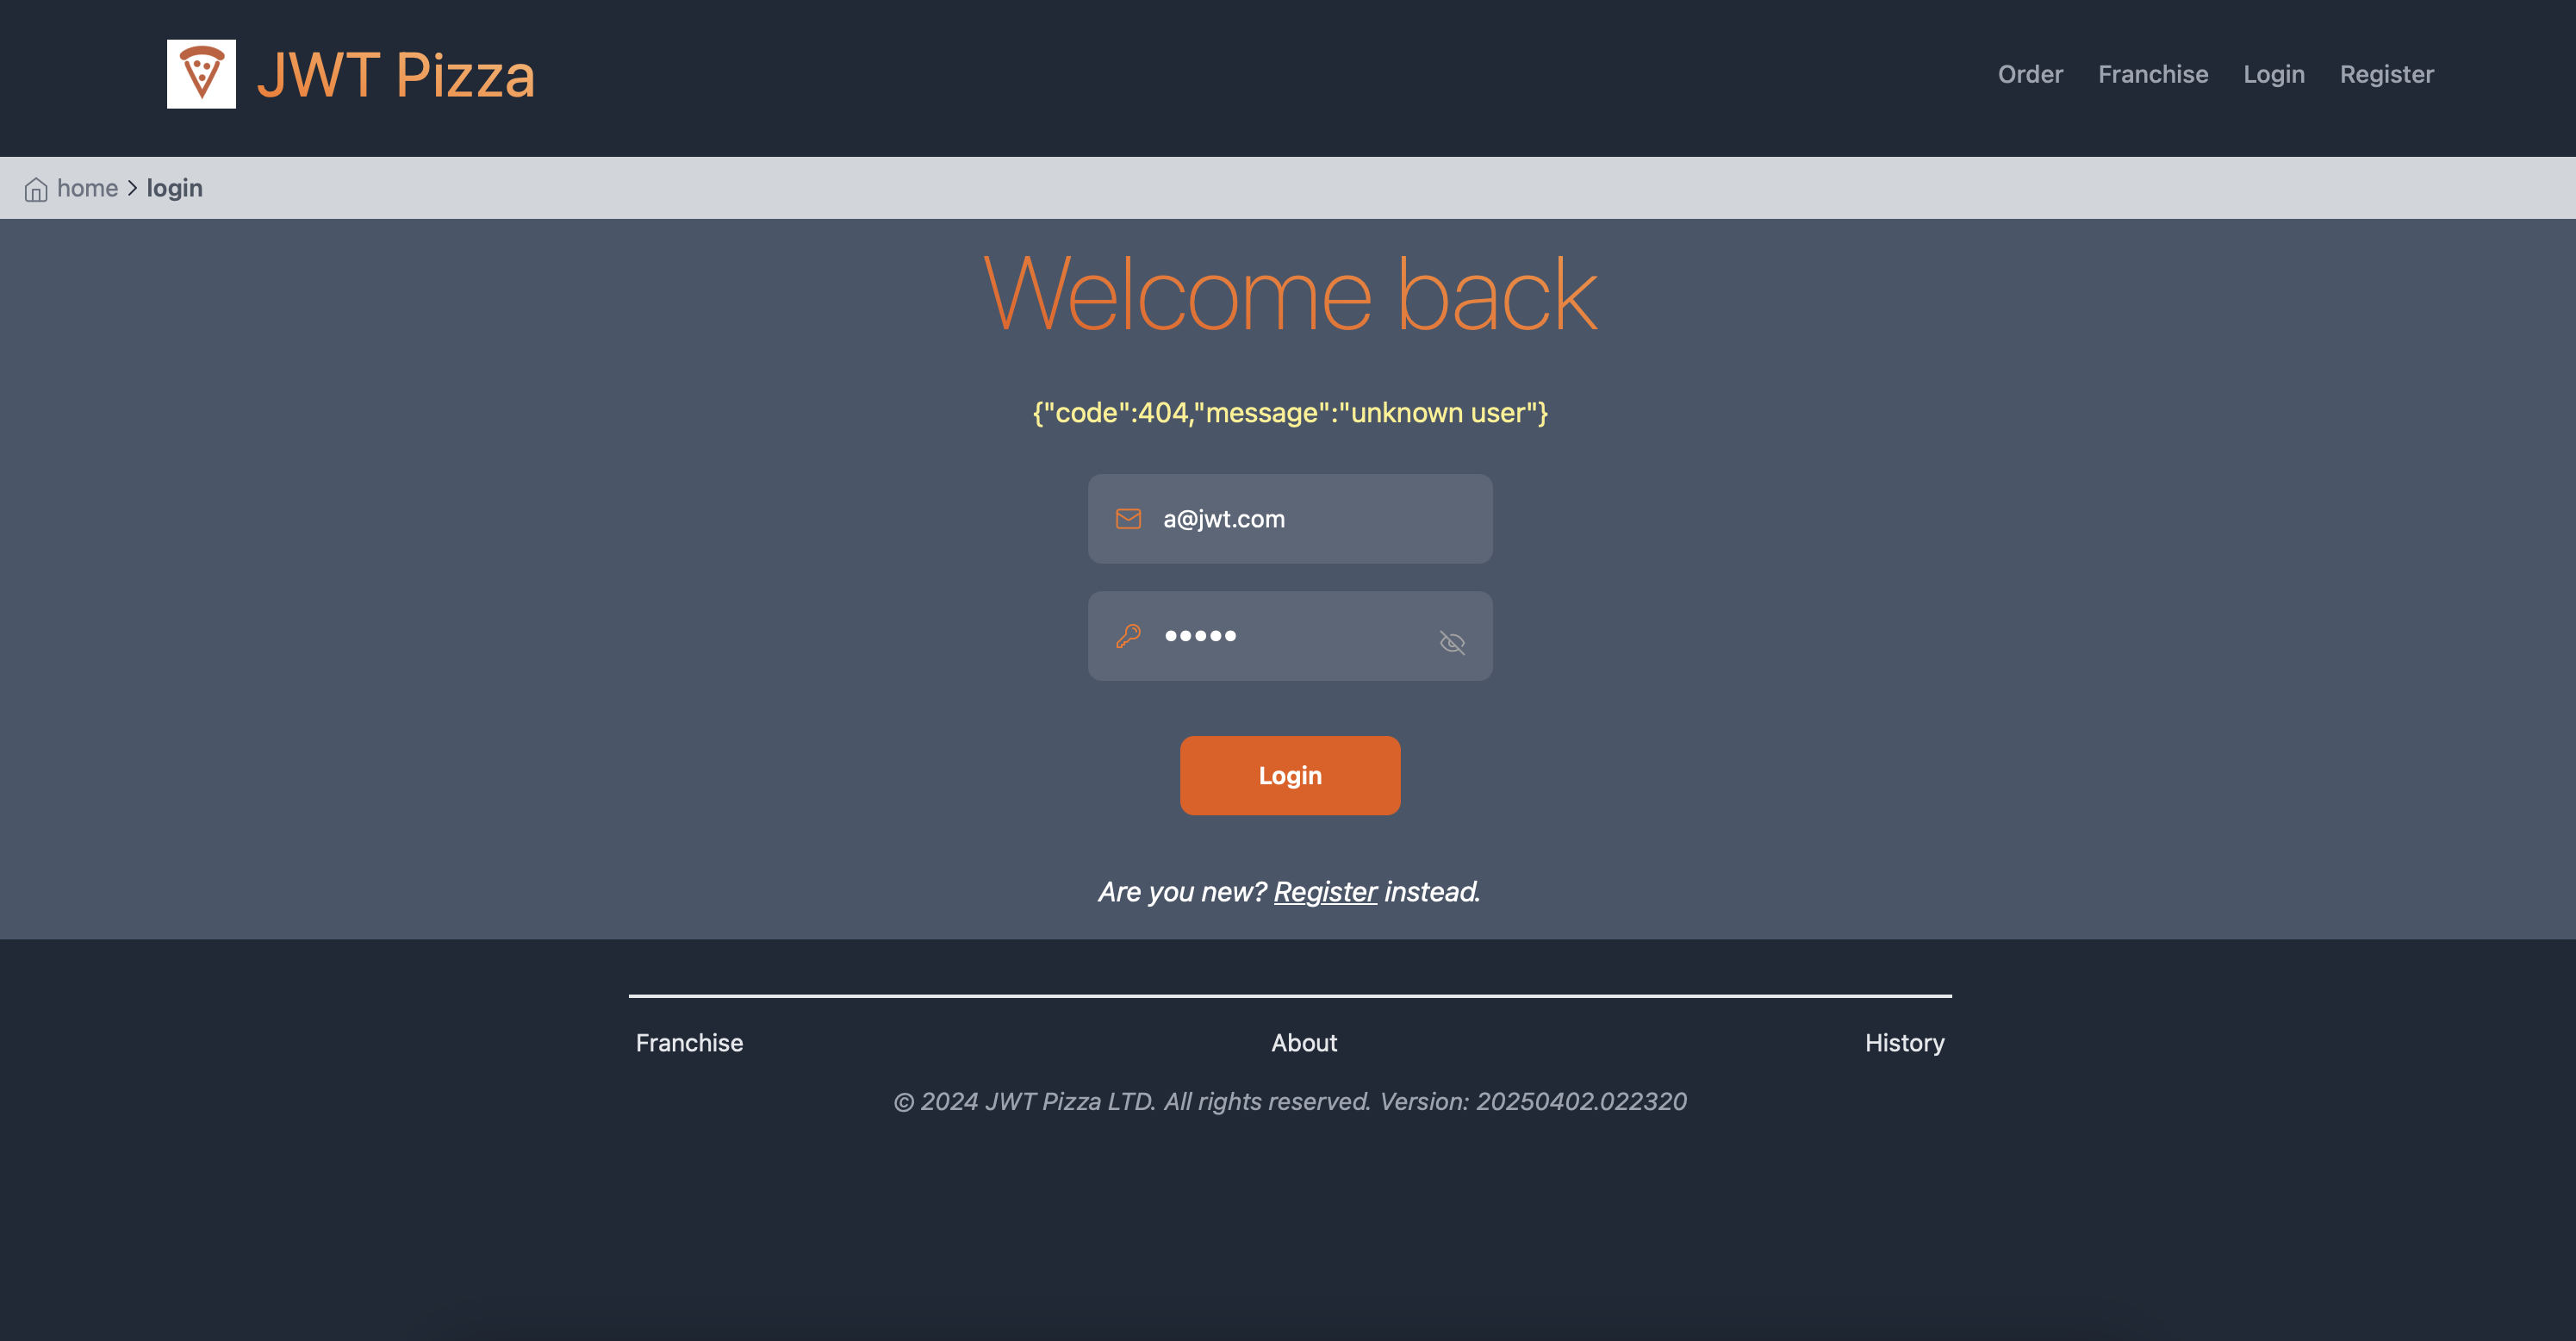 JWT Pizza
Order Franchise Login Register
home > login
Welcome back
{"code":404,"message":"unknown user"}
a@jwt.com
•••••
Login
Are you new? Register instead.
Franchise About History
© 2024 JWT Pizza LTD. All rights reserved. Version: 20250402.022320